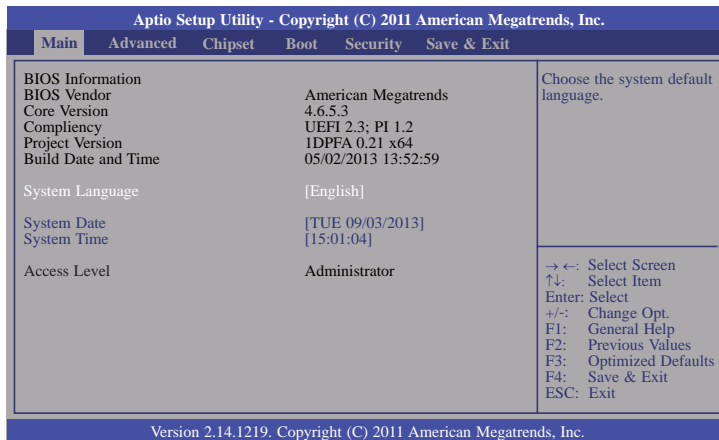 Aptio Setup Utility - Copyright (C) 2011 American Megatrends, Inc.
Main Advanced Chipset Boot Security Save & Exit
BIOS Information
BIOS Vendor American Megatrends
Core Version 4.6.5.3
Compliency UEFI 2.3; PI 1.2
Project Version 1DPFA 0.21 x64
Build Date and Time 05/02/2013 13:52:59
System Language [English]
System Date [TUE 09/03/2013]
System Time [15:01:04]
Access Level Administrator
Choose the system default
language.
→←: Select Screen
↑↓: Select Item
Enter: Select
+/-: Change Opt.
F1: General Help
F2: Previous Values
F3: Optimized Defaults
F4: Save & Exit
ESC: Exit
Version 2.14.1219. Copyright (C) 2011 American Megatrends, Inc.